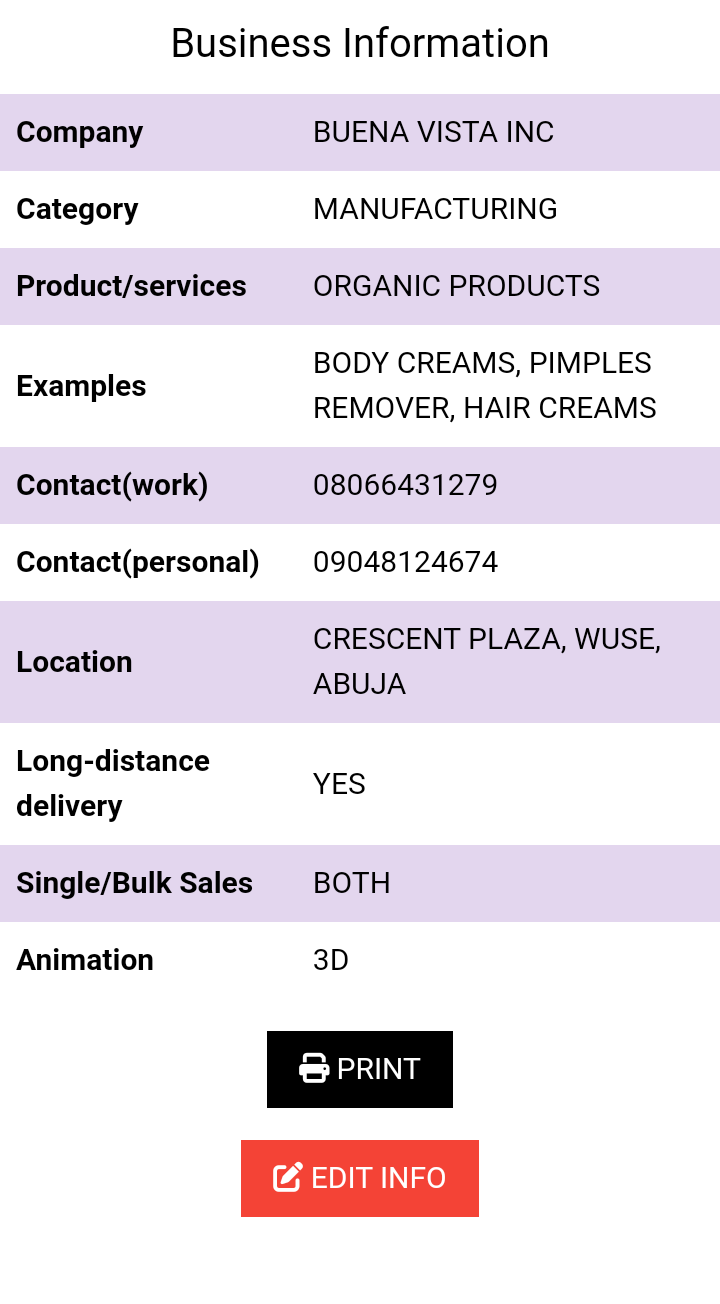 Business Information
Company BUENA VISTA INC
Category MANUFACTURING
Product/services ORGANIC PRODUCTS
Examples BODY CREAMS, PIMPLES
REMOVER, HAIR CREAMS
Contact(work) 08066431279
Contact(personal) 09048124674
Location CRESCENT PLAZA, WUSE,
ABUJA
Long-distance
delivery YES
Single/Bulk Sales BOTH
Animation 3D
PRINT
EDIT INFO